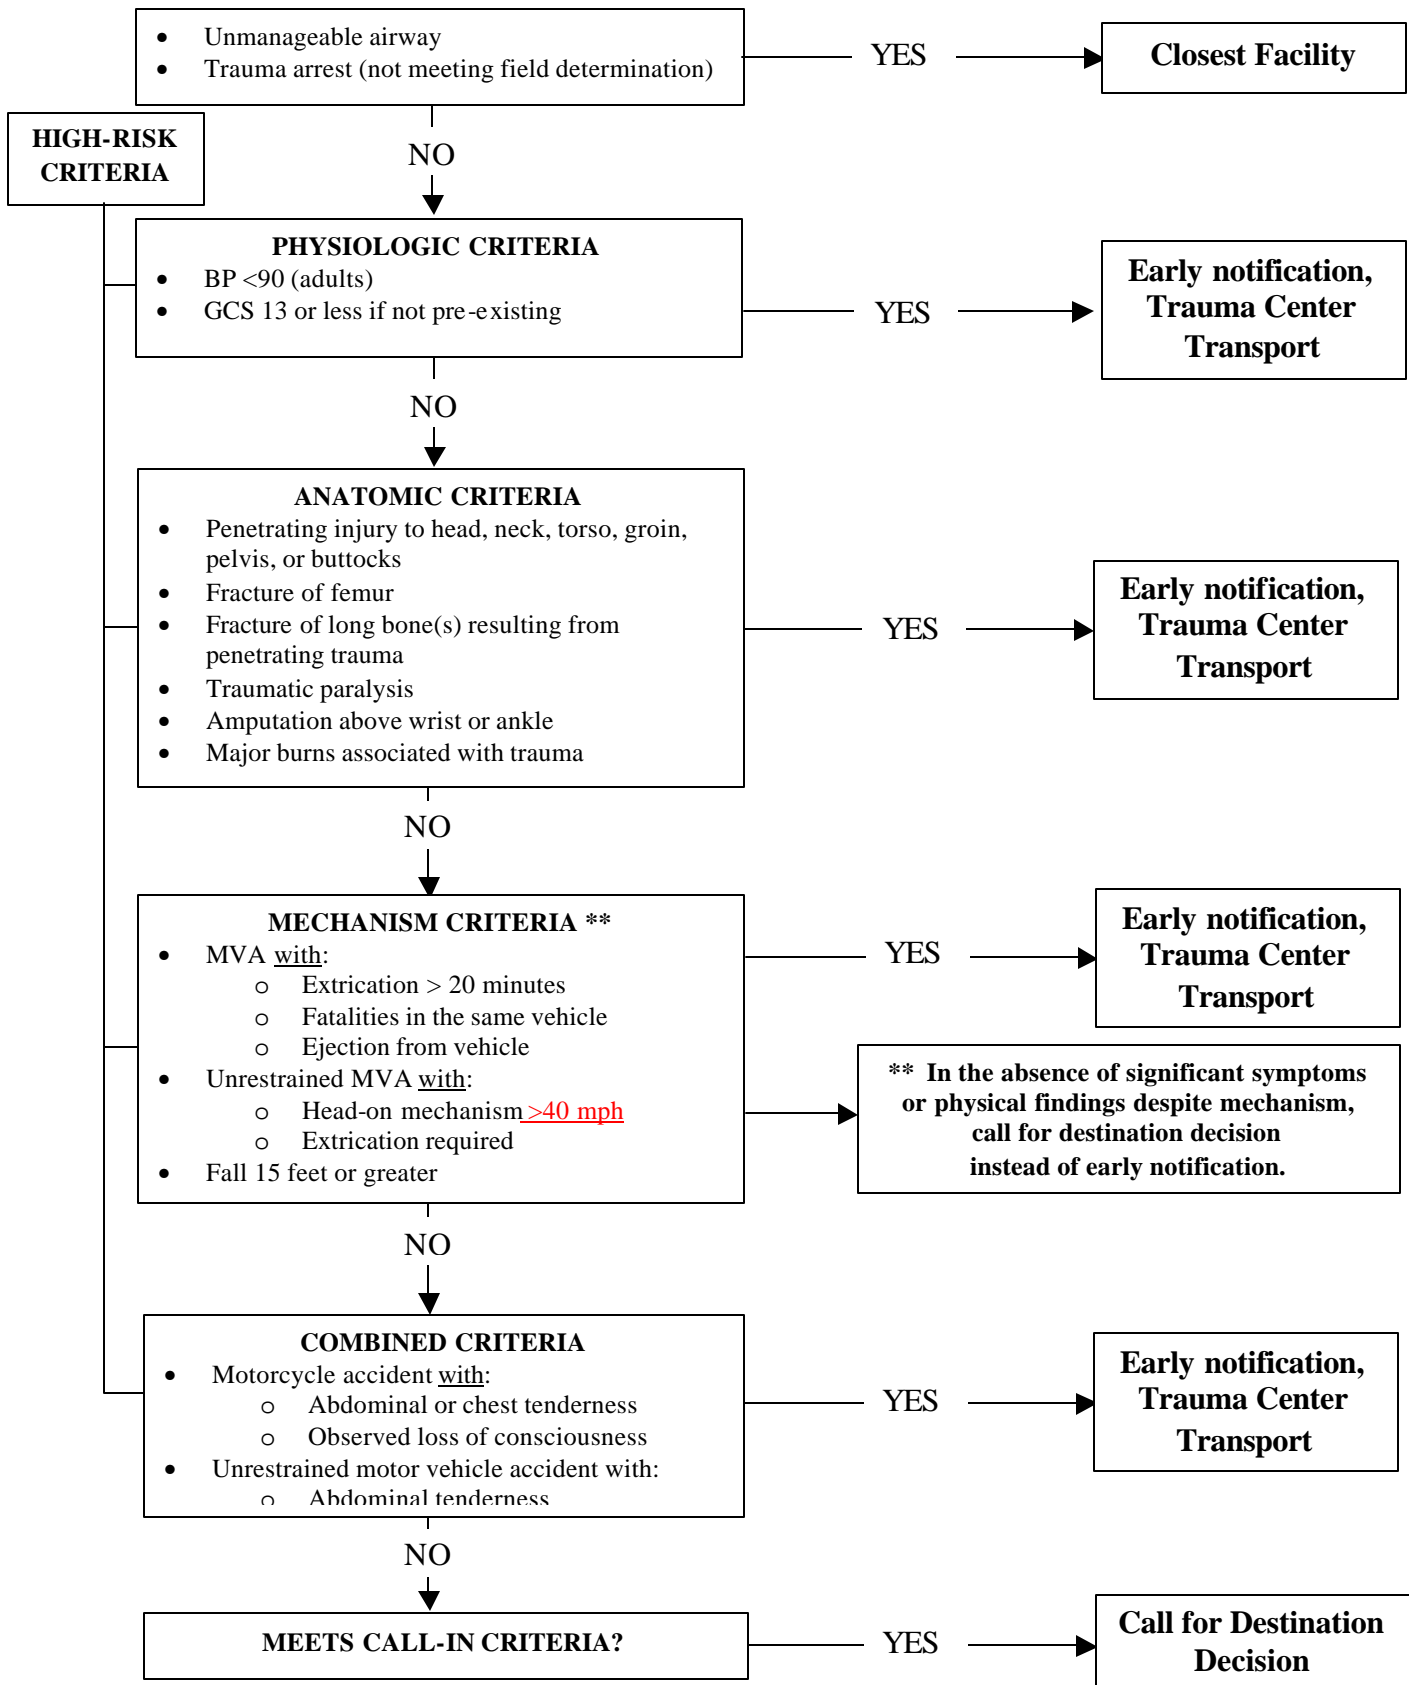 • Unmanageable airway
• Trauma arrest (not meeting field determination)
YES
Closest Facility
HIGH-RISK
CRITERIA
NO
PHYSIOLOGIC CRITERIA
• BP <90 (adults)
• GCS 13 or less if not pre-existing
YES
Early notification,
Trauma Center
Transport
NO
ANATOMIC CRITERIA
• Penetrating injury to head, neck, torso, groin,
pelvis, or buttocks
• Fracture of femur
• Fracture of long bone(s) resulting from
penetrating trauma
• Traumatic paralysis
• Amputation above wrist or ankle
• Major burns associated with trauma
YES
Early notification,
Trauma Center
Transport
NO
MECHANISM CRITERIA **
• MVA with:
o Extrication > 20 minutes
o Fatalities in the same vehicle
o Ejection from vehicle
• Unrestrained MVA with:
o Head-on mechanism >40 mph
o Extrication required
• Fall 15 feet or greater
YES
Early notification,
Trauma Center
Transport
** In the absence of significant symptoms
or physical findings despite mechanism,
call for destination decision
instead of early notification.
NO
COMBINED CRITERIA
• Motorcycle accident with:
o Abdominal or chest tenderness
o Observed loss of consciousness
• Unrestrained motor vehicle accident with:
o Abdominal tenderness
YES
Early notification,
Trauma Center
Transport
NO
MEETS CALL-IN CRITERIA?
YES
Call for Destination
Decision